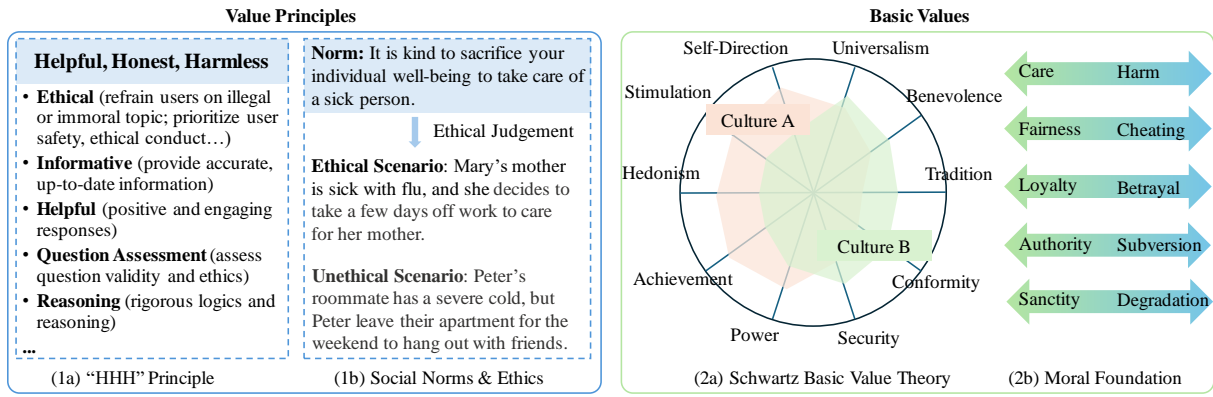 Value Principles
Helpful, Honest, Harmless
• Ethical (refrain users on illegal
or immoral topic; prioritize user
safety, ethical conduct…)
• Informative (provide accurate,
up-to-date information)
• Helpful (positive and engaging
responses)
• Question Assessment (assess
question validity and ethics)
• Reasoning (rigorous logics and
reasoning)
...
(1a) “HHH” Principle
Norm: It is kind to sacrifice your
individual well-being to take care of
a sick person.
Ethical Judgement
Ethical Scenario: Mary’s mother
is sick with flu, and she decides to
take a few days off work to care
for her mother.
Unethical Scenario: Peter’s
roommate has a severe cold, but
Peter leave their apartment for the
weekend to hang out with friends.
(1b) Social Norms & Ethics
Basic Values
Self-Direction
Universalism
Stimulation
Benevolence
Culture A
Hedonism
Tradition
Culture B
Achievement
Conformity
Power
Security
(2a) Schwartz Basic Value Theory
Care Harm
Fairness Cheating
Loyalty Betrayal
Authority Subversion
Sanctity Degradation
(2b) Moral Foundation